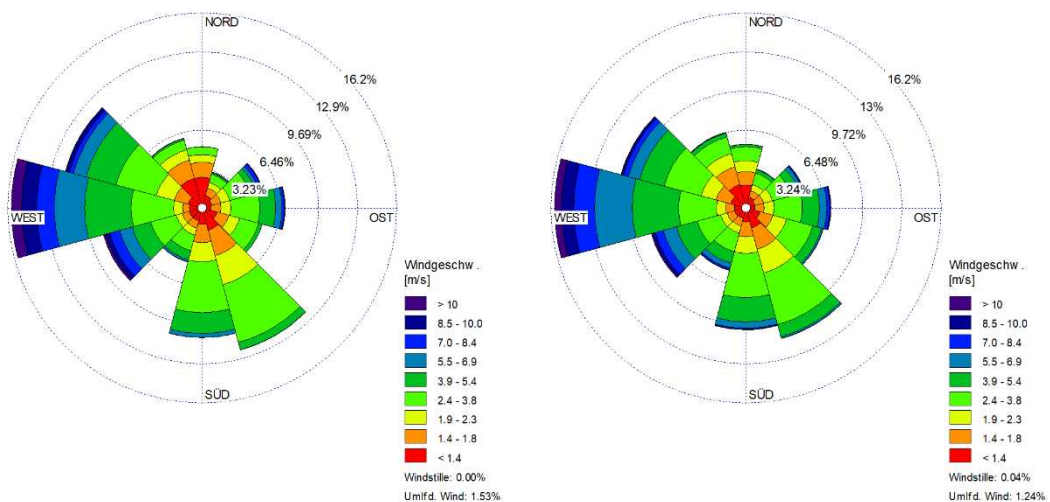 NORD
16.2%
12.9%
9.69%
6.46%
3.23%
WEST
OST
SÜD
Windgeschw .
[m/s]
> 10
8.5 - 10.0
7.0 - 8.4
5.5 - 6.9
3.9 - 5.4
2.4 - 3.8
1.9 - 2.3
1.4 - 1.8
< 1.4
Windstille: 0.00%
Umlfd. Wind: 1.53%
NORD
16.2%
13%
9.72%
6.48%
3.24%
WEST
OST
SÜD
Windgeschw .
[m/s]
> 10
8.5 - 10.0
7.0 - 8.4
5.5 - 6.9
3.9 - 5.4
2.4 - 3.8
1.9 - 2.3
1.4 - 1.8
< 1.4
Windstille: 0.04%
Umlfd. Wind: 1.24%